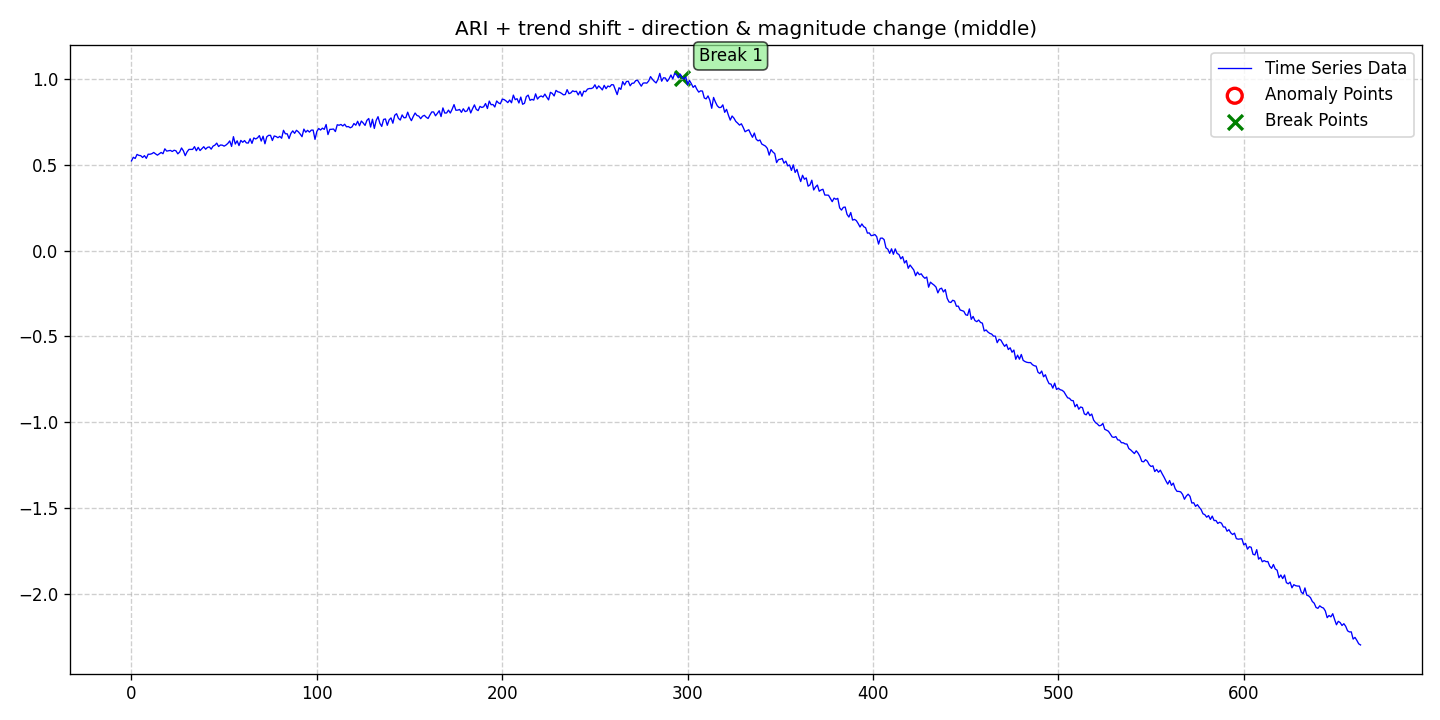 ARI + trend shift - direction & magnitude change (middle)
Break 1
Time Series Data
Anomaly Points
Break Points
1.0
0.5
0.0
−0.5
−1.0
−1.5
−2.0
0 100 200 300 400 500 600